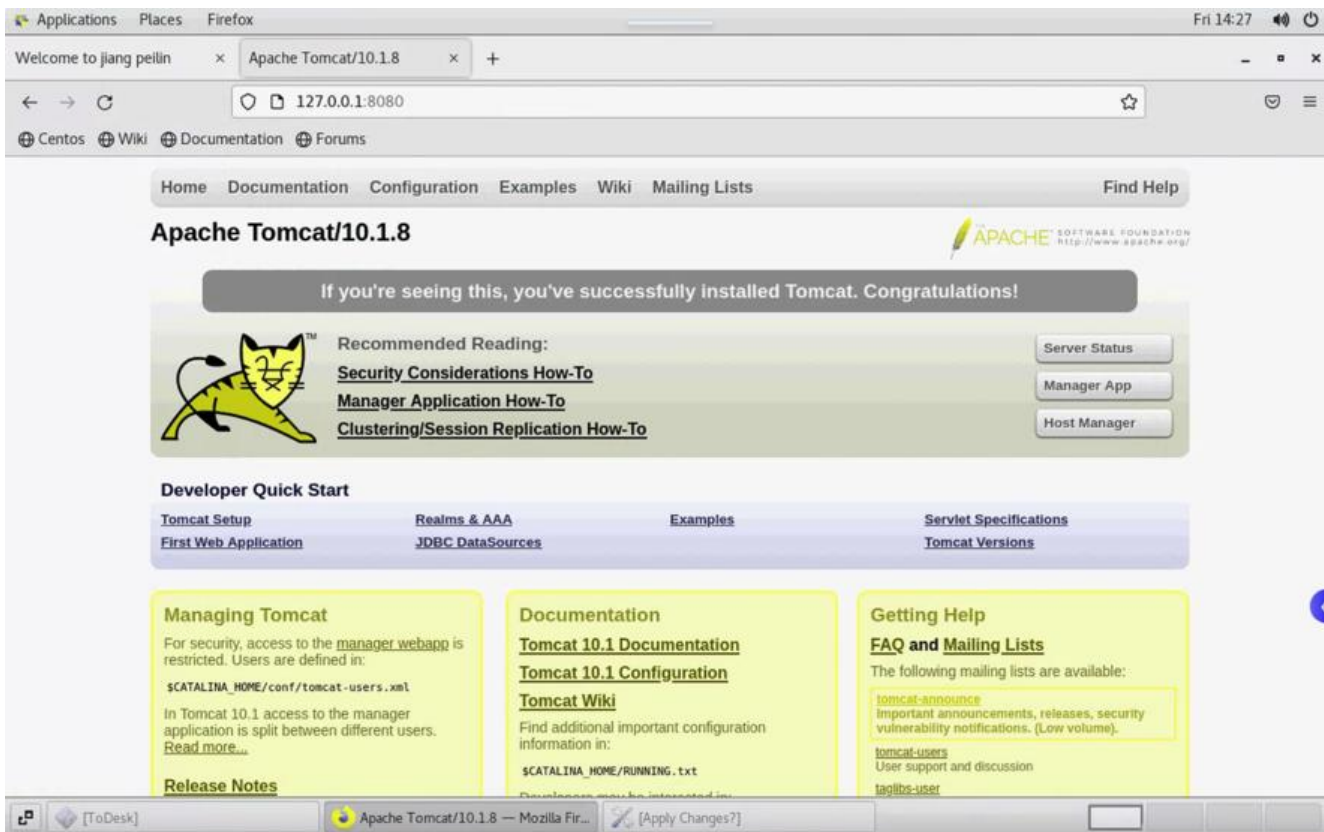 Applications Places Firefox Fri 14:27
Welcome to jiang peilin × Apache Tomcat/10.1.8 × +
127.0.0.1:8080
Centos Wiki Documentation Forums
Home Documentation Configuration Examples Wiki Mailing Lists Find Help
Apache Tomcat/10.1.8
THE APACHE SOFTWARE FOUNDATION
http://www.apache.org/
If you're seeing this, you've successfully installed Tomcat. Congratulations!
TM
Recommended Reading:
Security Considerations How-To
Manager Application How-To
Clustering/Session Replication How-To
Server Status
Manager App
Host Manager
Developer Quick Start
Tomcat Setup
First Web Application
Realms & AAA
JDBC DataSources
Examples
Servlet Specifications
Tomcat Versions
Managing Tomcat
For security, access to the manager webapp is
restricted. Users are defined in:
$CATALINA_HOME/conf/tomcat-users.xml
In Tomcat 10.1 access to the manager
application is split between different users.
Read more...
Release Notes
Documentation
Tomcat 10.1 Documentation
Tomcat 10.1 Configuration
Tomcat Wiki
Find additional important configuration
information in:
$CATALINA_HOME/RUNNING.txt
Getting Help
FAQ and Mailing Lists
The following mailing lists are available:
tomcat-announce
Important announcements, releases, security
vulnerability notifications. (Low volume).
tomcat-users
User support and discussion
taglibs-user
[ToDesk] Apache Tomcat/10.1.8 — Mozilla Fir... [Apply Changes?]